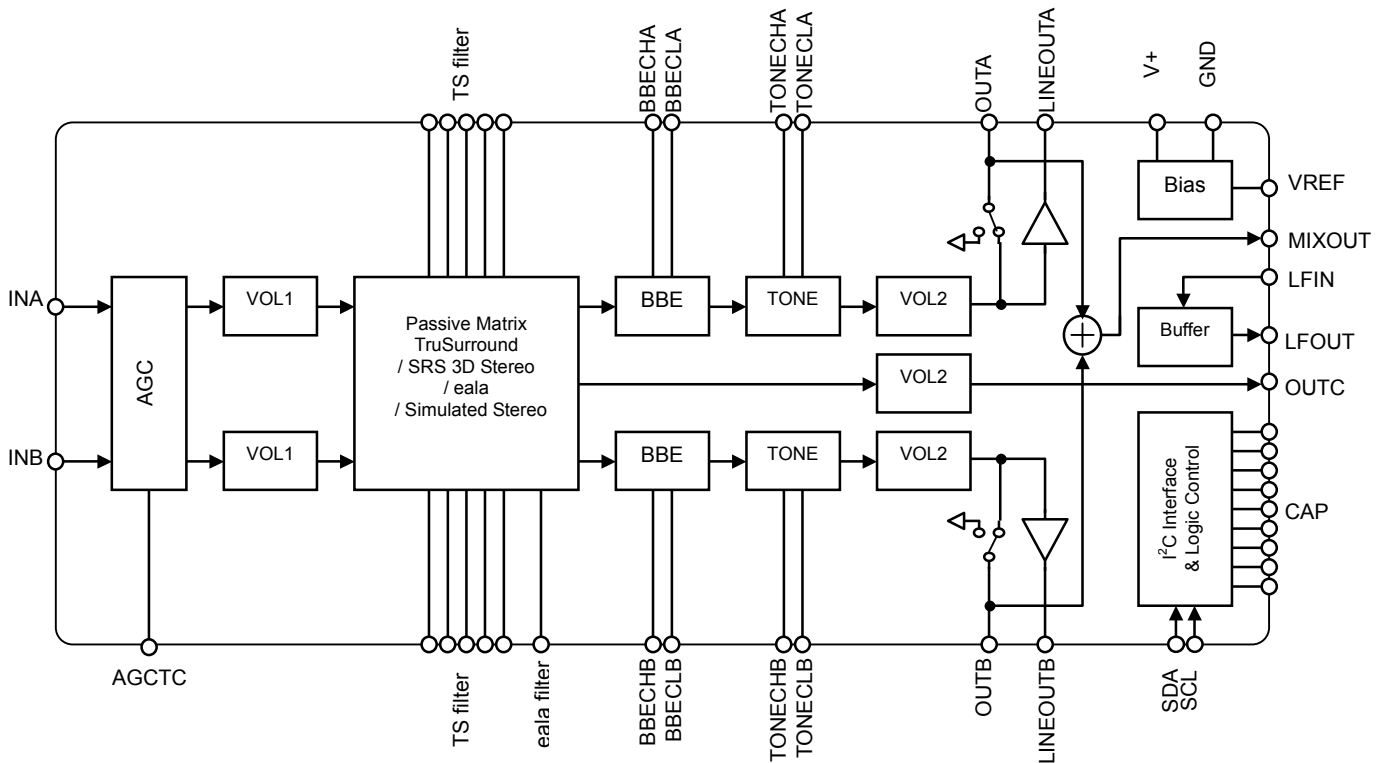 TS filter
BBECHA
BBECLA
TONECHA
TONECLA
OUTA
LINEOUTA
V+
GND
Bias
VREF
MIXOUT
LFIN
INA
AGC
VOL1
Passive Matrix
TruSurround
/ SRS 3D Stereo
/ eala
/ Simulated Stereo
BBE
TONE
VOL2
Buffer
LFOUT
VOL2
OUTC
INB
VOL1
BBE
TONE
VOL2
I²C Interface
& Logic Control
CAP
AGCTC
TS filter
eala filter
BBECHB
BBECLB
TONECHB
TONECLB
OUTB
LINEOUTB
SDA
SCL